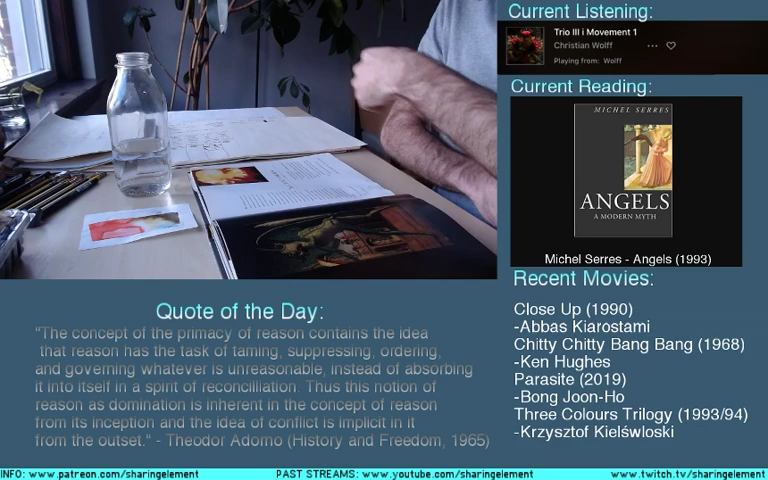 Current Listening:
Trio III i Movement 1
Christian Wolff
Playing from: Wolff
Current Reading:
MICHEL SERRES
ANGELS
A MODERN MYTH
Michel Serres - Angels (1993)
Recent Movies:
Close Up (1990)
-Abbas Kiarostami
Chitty Chitty Bang Bang (1968)
-Ken Hughes
Parasite (2019)
-Bong Joon-Ho
Three Colours Trilogy (1993/94)
-Krzysztof Kielświoski
Quote of the Day:
"The concept of the primacy of reason contains the idea
that reason has the task of taming, suppressing, ordering,
and governing whatever is unreasonable, instead of absorbing
it into itself in a spirit of reconcilliation. Thus this notion of
reason as domination is inherent in the concept of reason
from its inception and the idea of conflict is implicit in it
from the outset." - Theodor Adorno (History and Freedom, 1965)
INFO: www.patreon.com/sharingelement PAST STREAMS: www.youtube.com/sharingelement www.twitch.tv/sharingelement